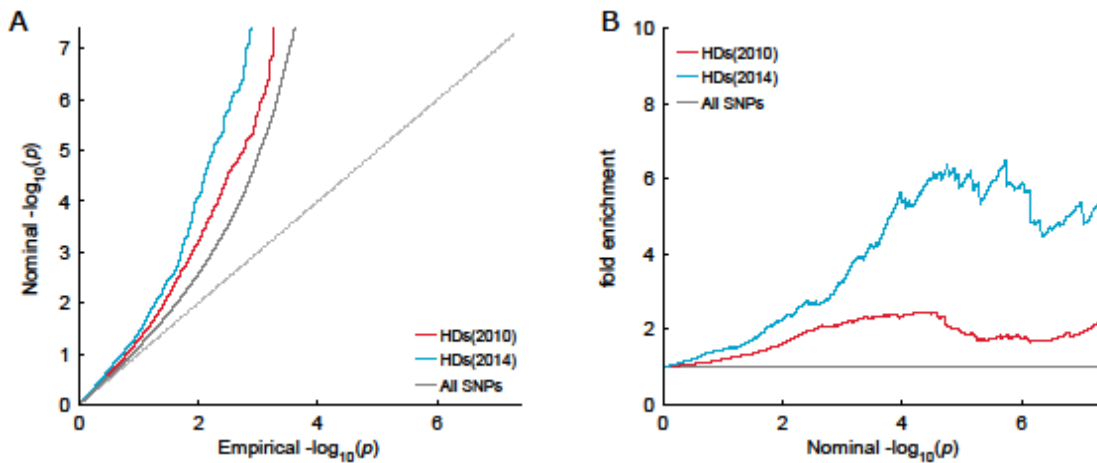 A
7
6
5
4
3
2
1
0
Nominal -log10(p)
HDs(2010)
HDs(2014)
All SNPs
0 2 4 6
Empirical -log10(p)
B
10
8
6
4
2
0
fold enrichment
HDs(2010)
HDs(2014)
All SNPs
0 2 4 6
Nominal -log10(p)